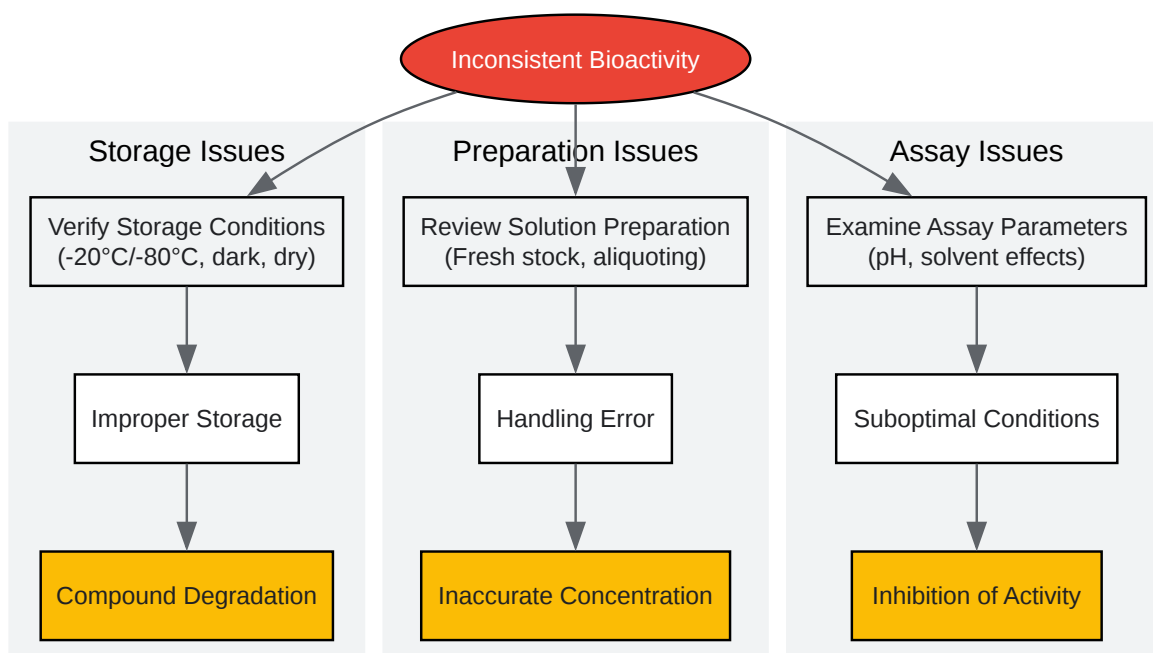 Inconsistent Bioactivity
Storage Issues
Verify Storage Conditions
(-20°C/-80°C, dark, dry)
Improper Storage
Compound Degradation
Preparation Issues
Review Solution Preparation
(Fresh stock, aliquoting)
Handling Error
Inaccurate Concentration
Assay Issues
Examine Assay Parameters
(pH, solvent effects)
Suboptimal Conditions
Inhibition of Activity